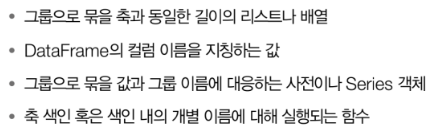 • 그룹으로 묶을 축과 동일한 길이의 리스트나 배열
• DataFrame의 컬럼 이름을 지칭하는 값
• 그룹으로 묶을 값과 그룹 이름에 대응하는 사전이나 Series 객체
• 축 색인 혹은 색인 내의 개별 이름에 대해 실행되는 함수